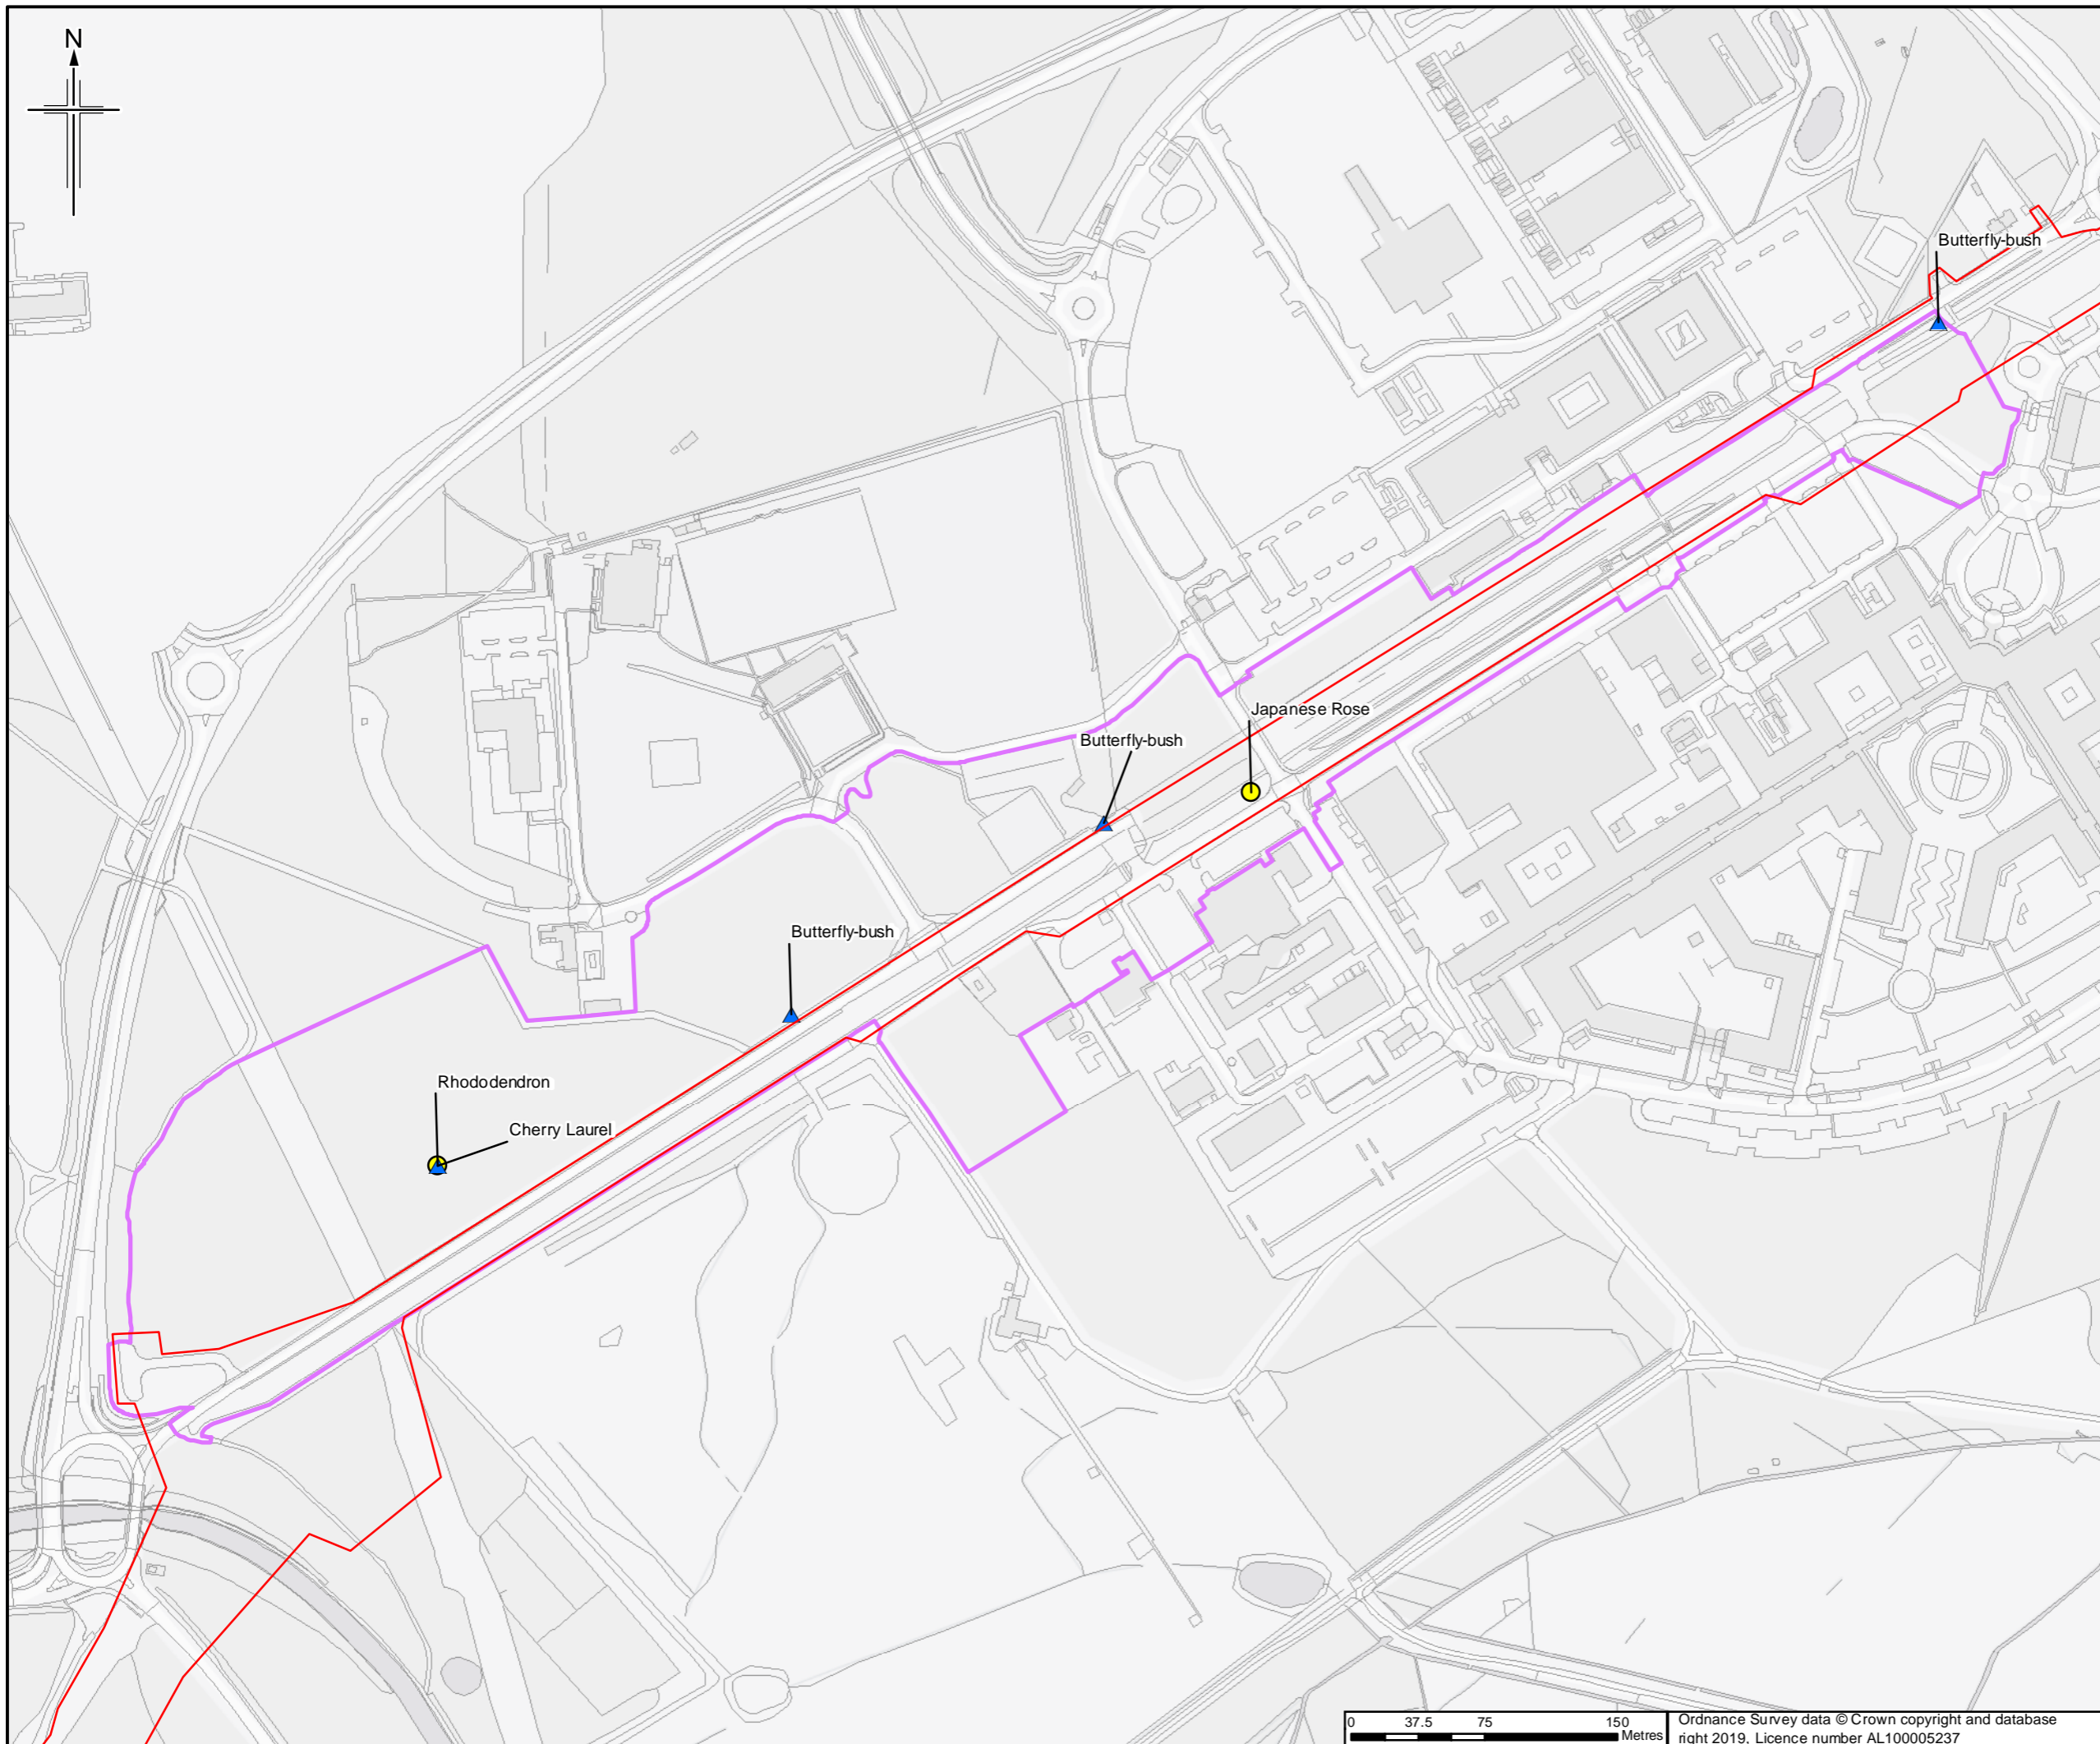 N
Butterfly-bush
Japanese Rose
Butterfly-bush
Butterfly-bush
Rhododendron
Cherry Laurel
0 37.5 75 150
Metres
Ordnance Survey data © Crown copyright and database
right 2019, Licence number AL100005237